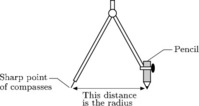 Pencil
Sharp point
of compasses
This distance
is the radius